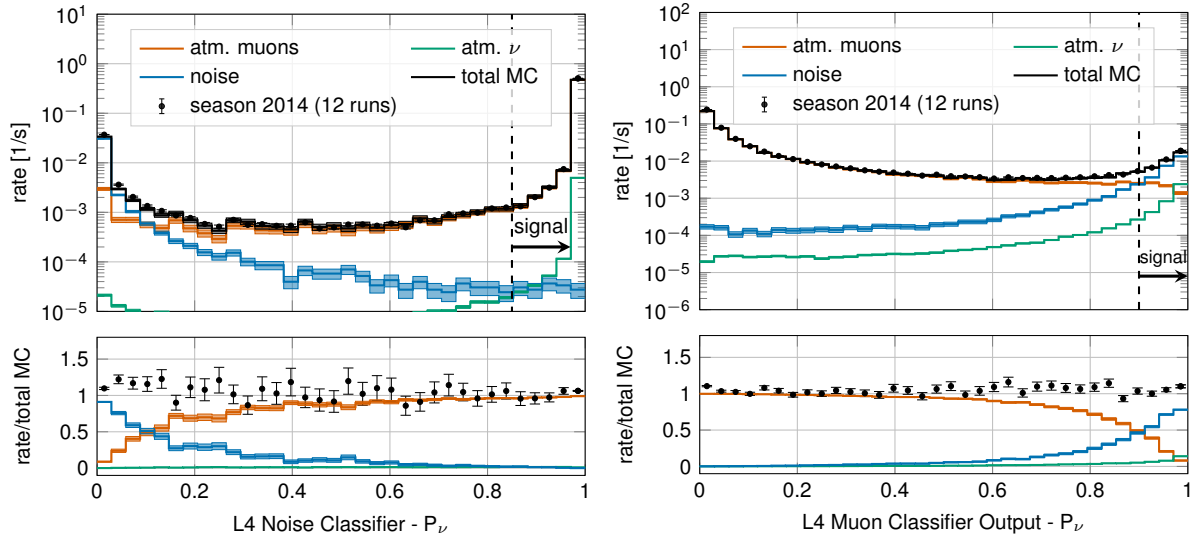 10^1
10^0
10^-1
10^-2
10^-3
10^-4
10^-5
rate [1/s]
atm. muons
atm. ν
noise
total MC
season 2014 (12 runs)
signal
1.5
1
0.5
0
rate/total MC
0 0.2 0.4 0.6 0.8 1
L4 Noise Classifier - P_ν
10^2
10^1
10^0
10^-1
10^-2
10^-3
10^-4
10^-5
10^-6
rate [1/s]
atm. muons
atm. ν
noise
total MC
season 2014 (12 runs)
signal
1.5
1
0.5
0
rate/total MC
0 0.2 0.4 0.6 0.8 1
L4 Muon Classifier Output - P_ν